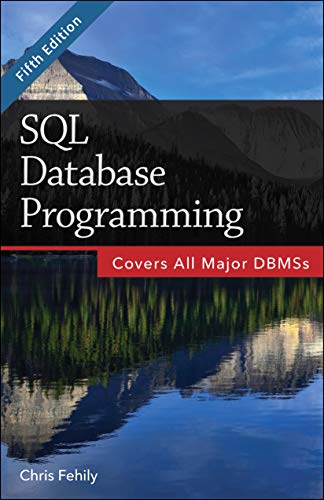 Fifth Edition
SQL
Database
Programming
Covers All Major DBMSs
Chris Fehily